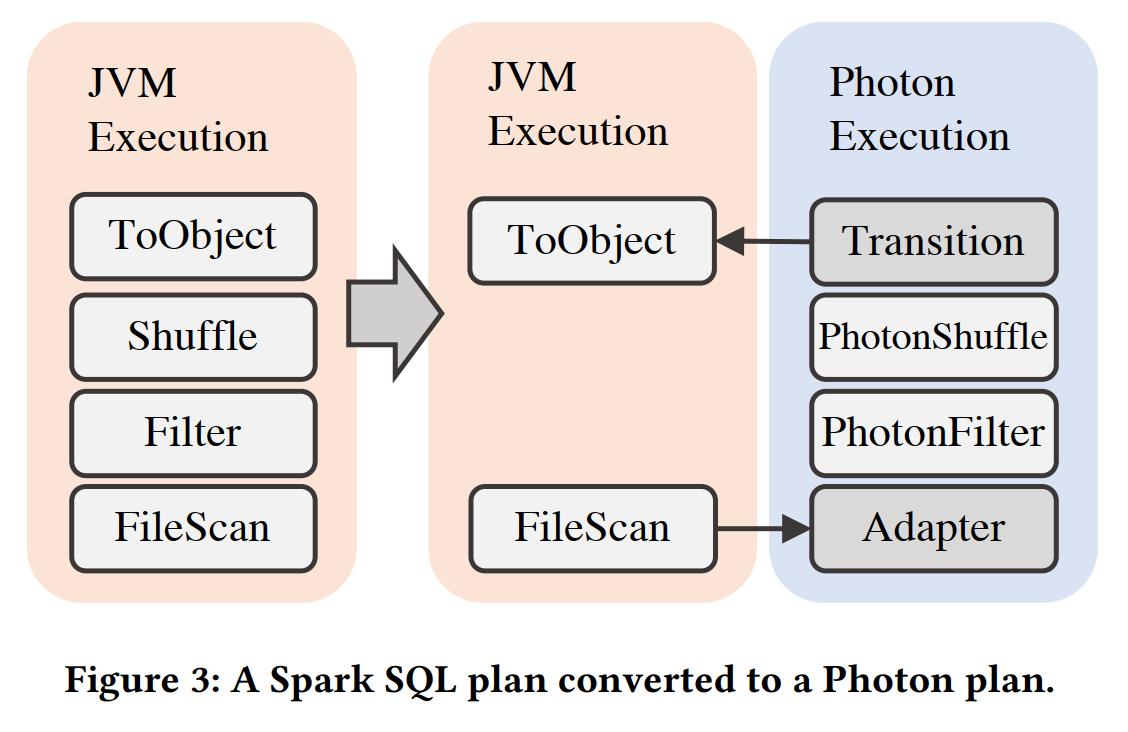 JVM
Execution
ToObject
Shuffle
Filter
FileScan
JVM
Execution
ToObject
FileScan
Photon
Execution
Transition
PhotonShuffle
PhotonFilter
Adapter
Figure 3: A Spark SQL plan converted to a Photon plan.